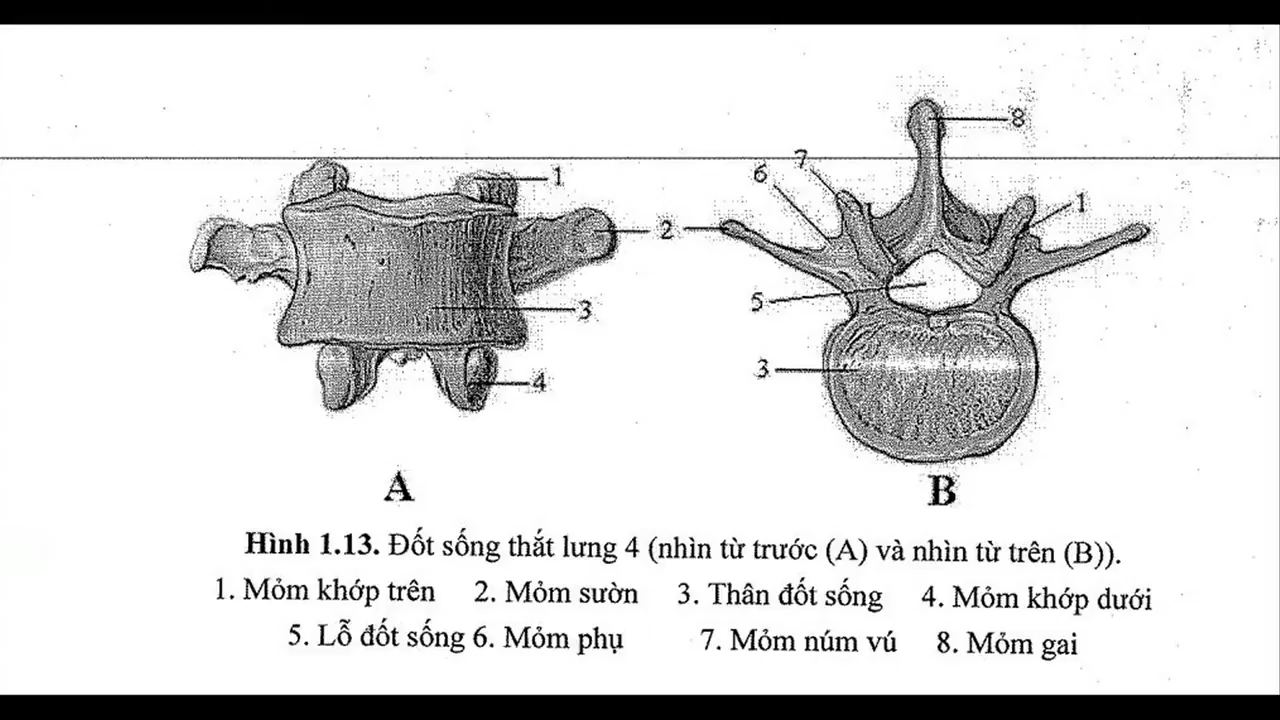 8
7
6
1
1
2
5
3
3
4
A
B
Hình 1.13. Đốt sống thắt lưng 4 (nhìn từ trước (A) và nhìn từ trên (B)).
1. Mỏm khớp trên 2. Mỏm sườn 3. Thân đốt sống 4. Mỏm khớp dưới
5. Lỗ đốt sống 6. Mỏm phụ 7. Mỏm núm vú 8. Mỏm gai